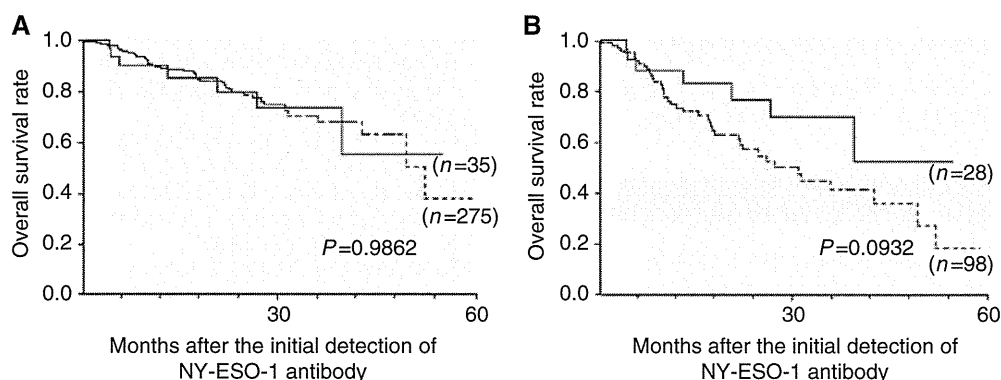 A
Overall survival rate
1.0
0.8
0.6
0.4
0.2
0.0
(n=35)
(n=275)
P=0.9862
30
60
Months after the initial detection of
NY-ESO-1 antibody
B
Overall survival rate
1.0
0.8
0.6
0.4
0.2
0.0
(n=28)
P=0.0932
(n=98)
30
60
Months after the initial detection of
NY-ESO-1 antibody